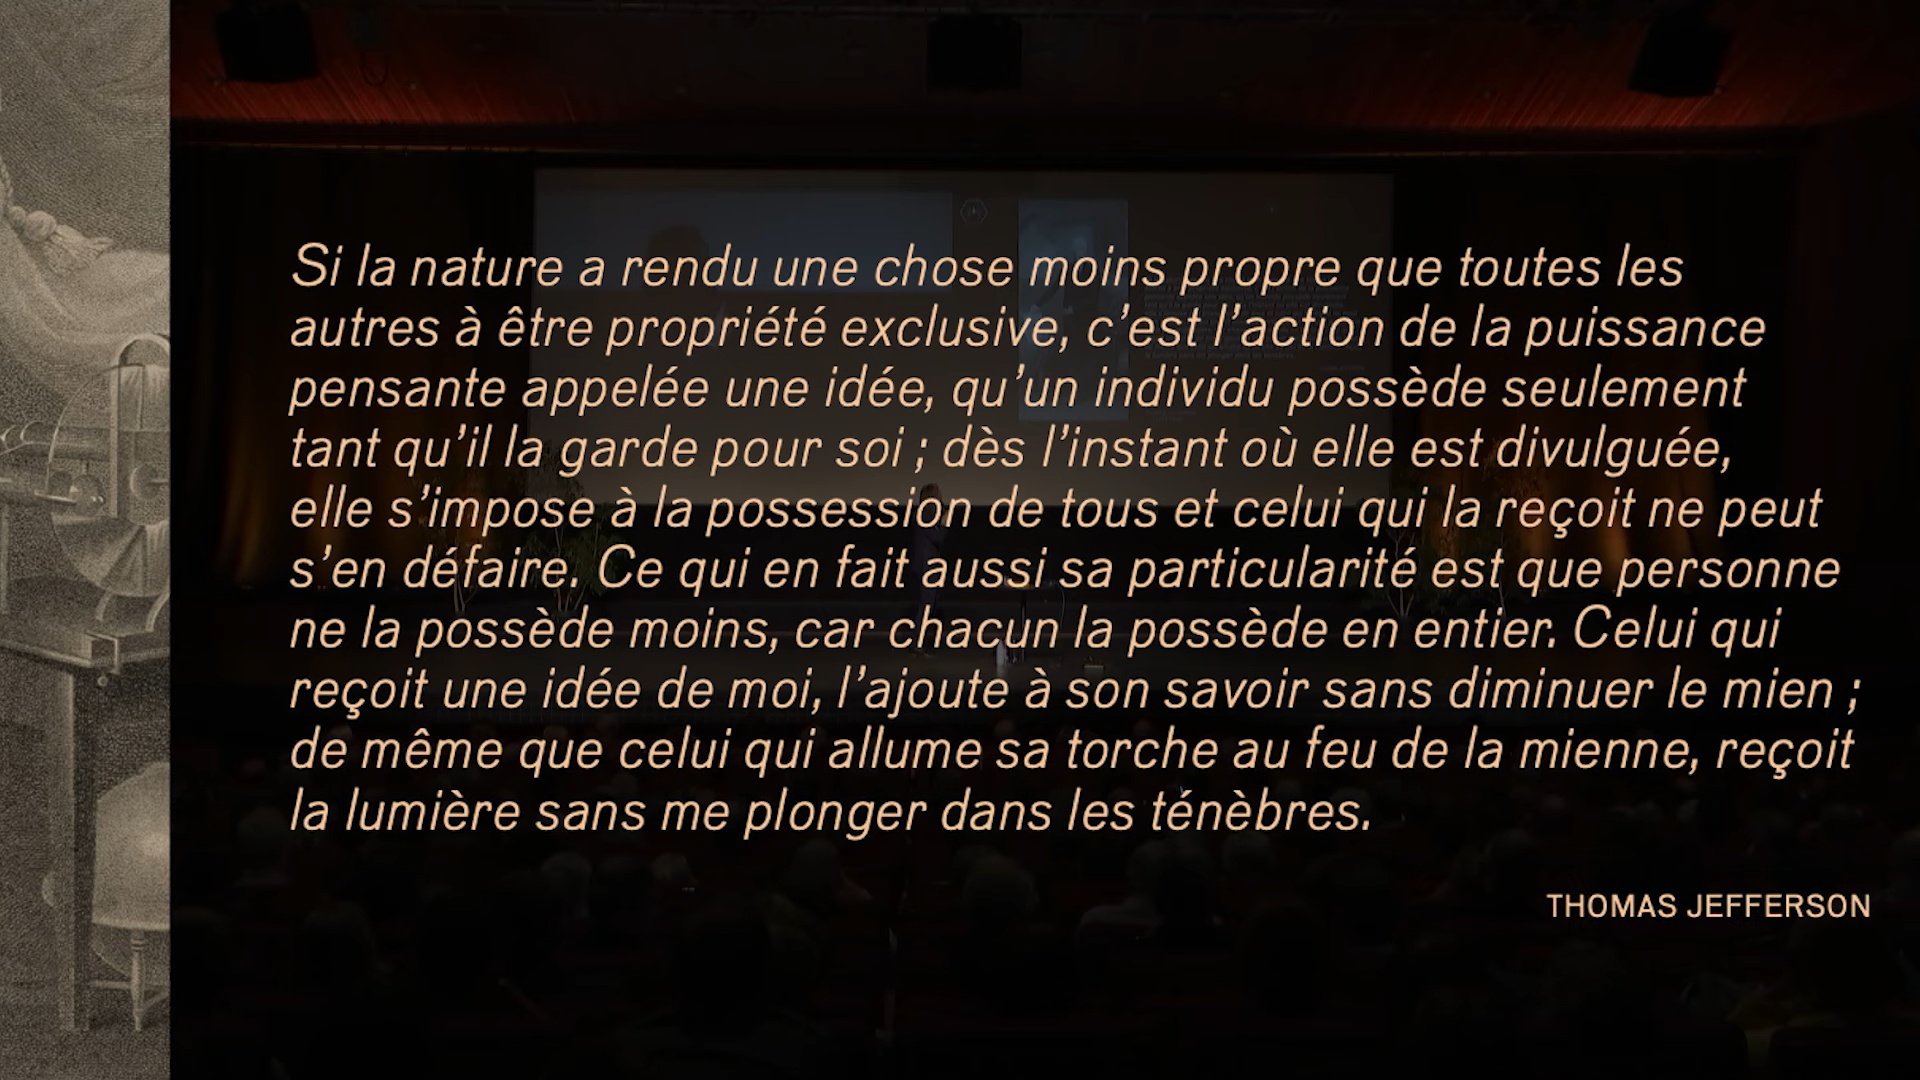 Si la nature a rendu une chose moins propre que toutes les
autres à être propriété exclusive, c’est l’action de la puissance
pensante appelée une idée, qu’un individu possède seulement
tant qu’il la garde pour soi ; dès l’instant où elle est divulguée,
elle s’impose à la possession de tous et celui qui la reçoit ne peut
s’en défaire. Ce qui en fait aussi sa particularité est que personne
ne la possède moins, car chacun la possède en entier. Celui qui
reçoit une idée de moi, l’ajoute à son savoir sans diminuer le mien ;
de même que celui qui allume sa torche au feu de la mienne, reçoit
la lumière sans me plonger dans les ténèbres.
THOMAS JEFFERSON